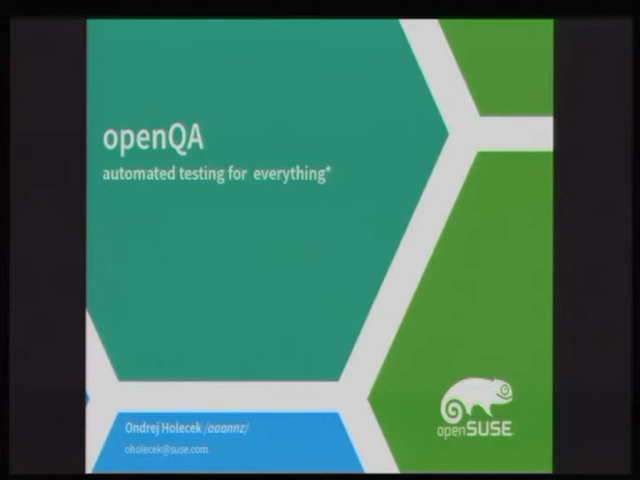 openQA
automated testing for everything*
Ondrej Holecek /aaannz/
oholecek@suse.com
openSUSE